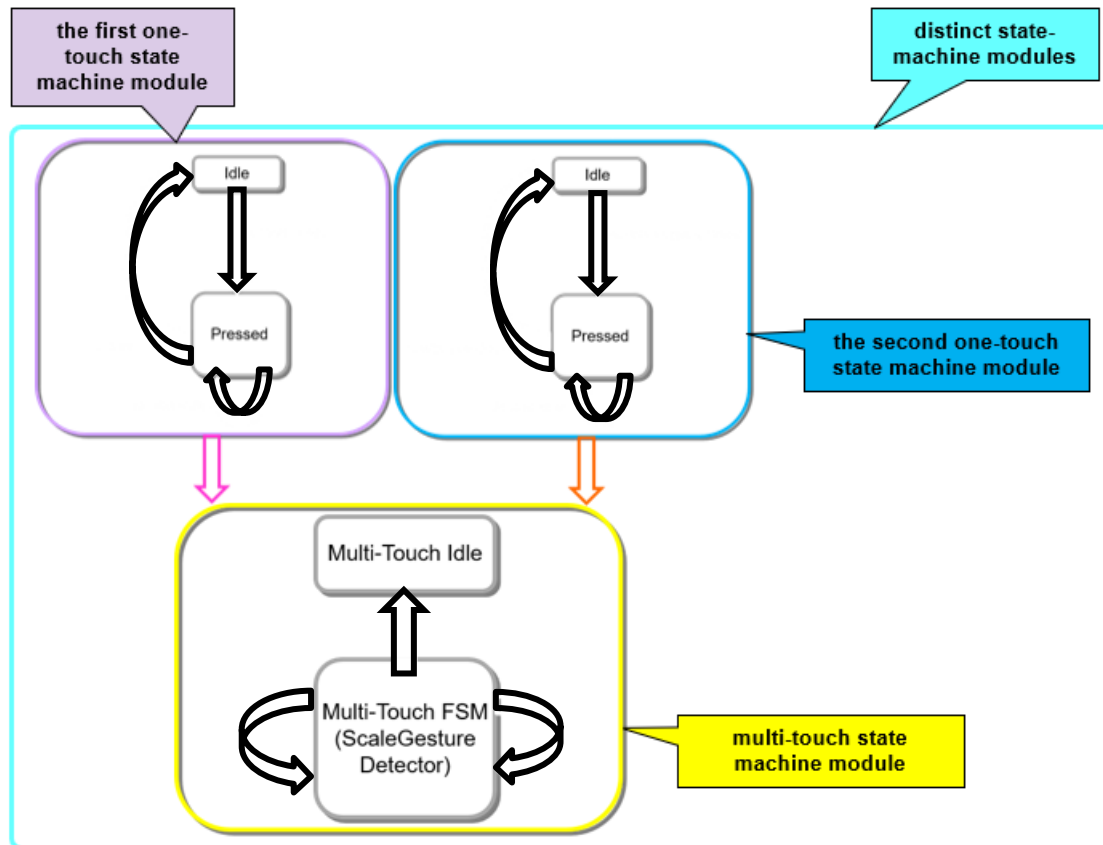 the first one-
touch state
machine module
distinct state-
machine modules
Idle
Idle
Pressed
Pressed
the second one-touch
state machine module
Multi-Touch Idle
Multi-Touch FSM
(ScaleGesture
Detector)
multi-touch state
machine module